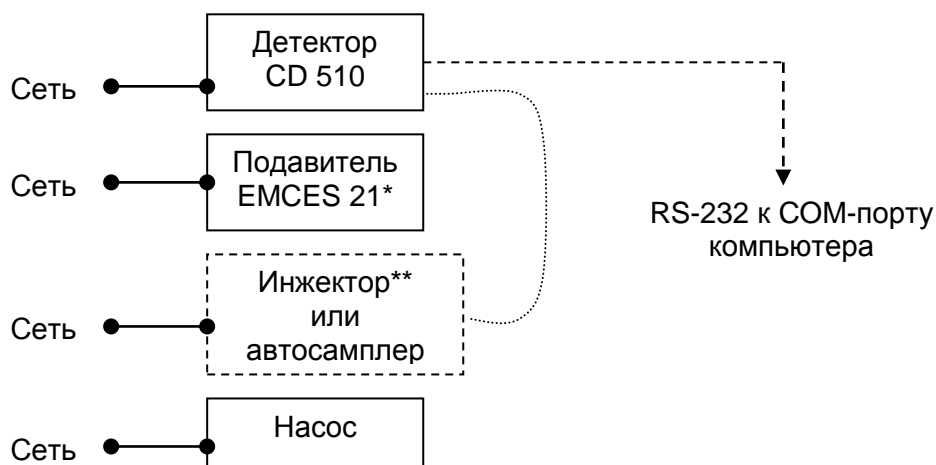 Детектор
CD 510
Сеть
Подавитель
EMCES 21*
Сеть
RS-232 к COM-порту
компьютера
Инжектор**
или
автосамплер
Сеть
Насос
Сеть